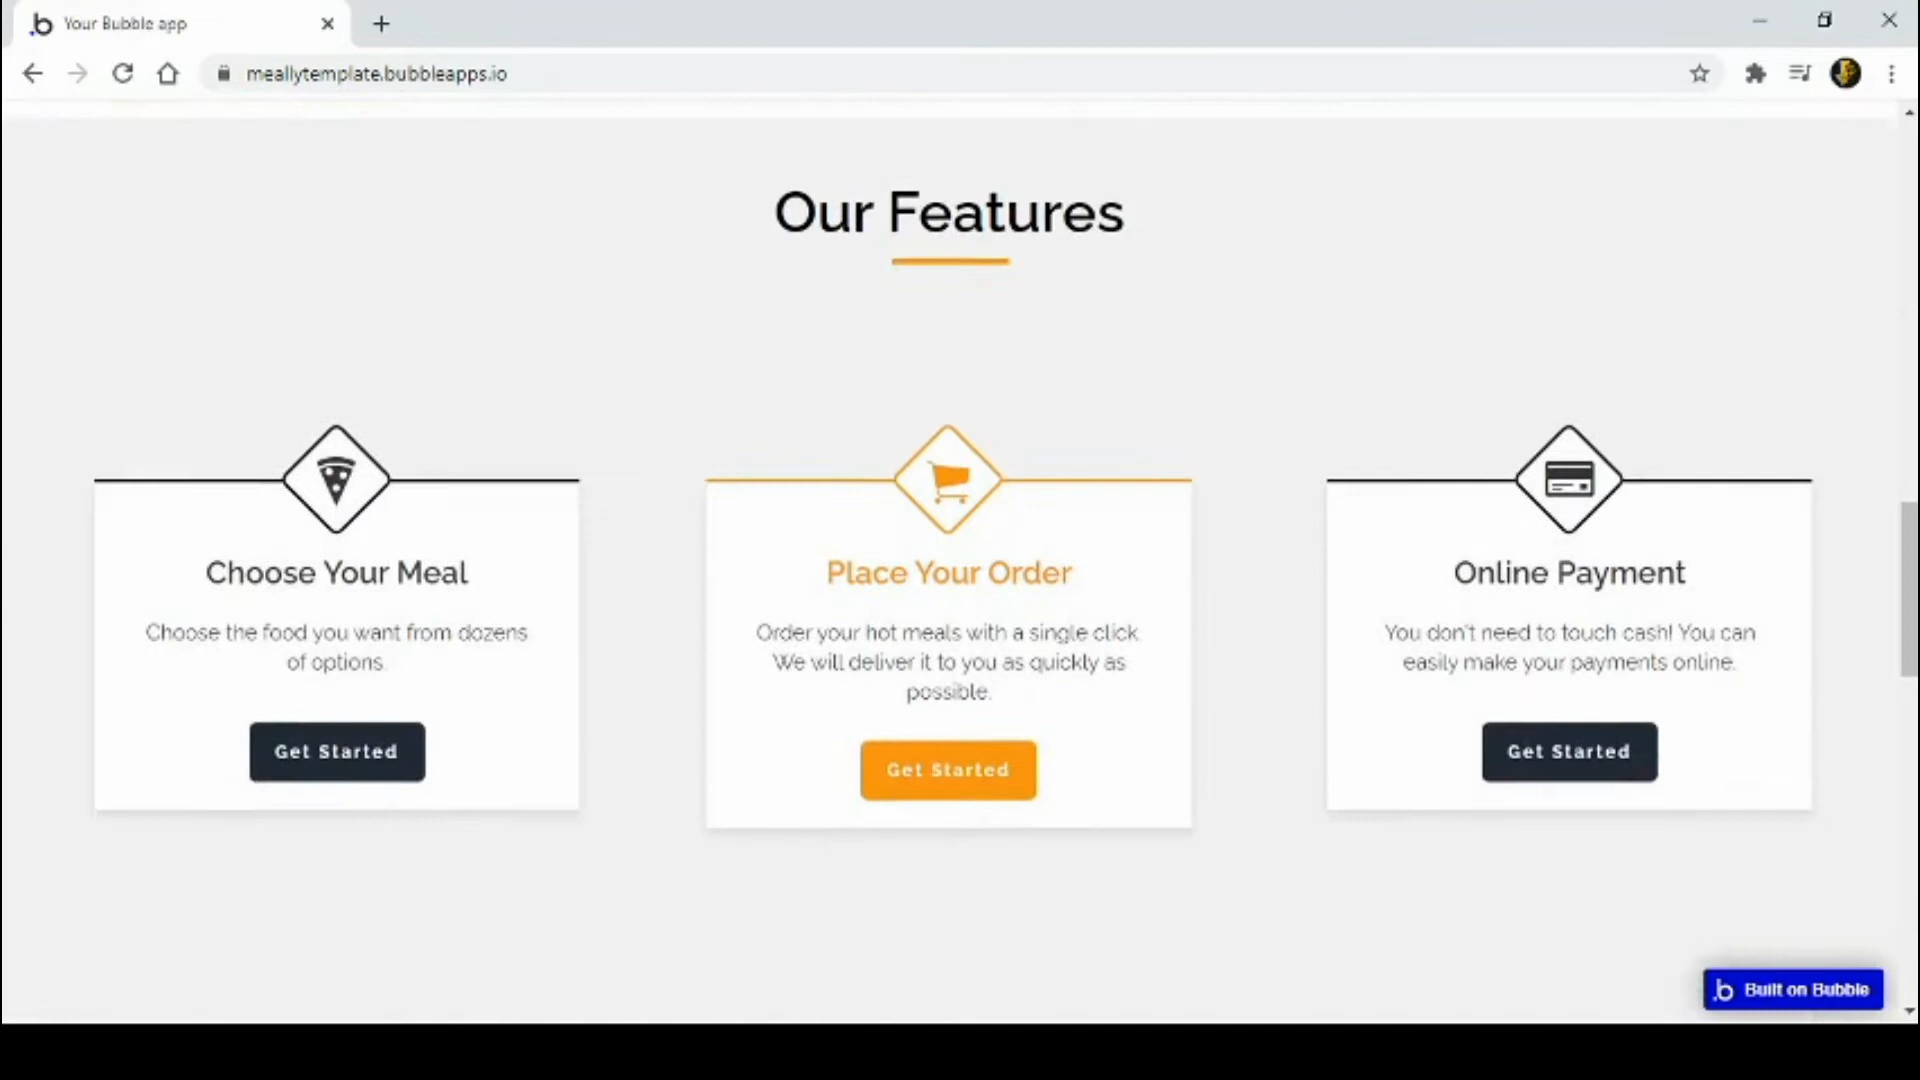 Your Bubble app
meallytemplate.bubbleapps.io
Our Features
Choose Your Meal
Choose the food you want from dozens
of options.
Get Started
Place Your Order
Order your hot meals with a single click.
We will deliver it to you as quickly as
possible.
Get Started
Online Payment
You don't need to touch cash! You can
easily make your payments online.
Get Started
.b Built on Bubble